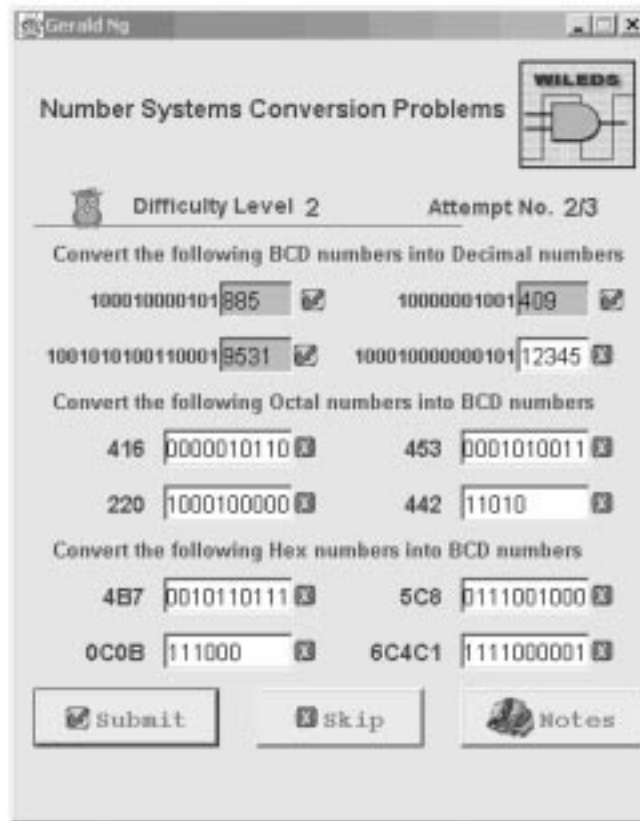 Gerald Ng
WILEDS
Number Systems Conversion Problems
Difficulty Level 2 Attempt No. 2/3
Convert the following BCD numbers into Decimal numbers
100010000101 885 10000001001 409
1001010100110001 9531 1000100000000101 12345
Convert the following Octal numbers into BCD numbers
416 0000010110 453 0001010011
220 1000100000 442 11010
Convert the following Hex numbers into BCD numbers
4B7 0010110111 5C8 0111001000
0C0B 111000 6C4C1 1111000001
Submit Skip Notes